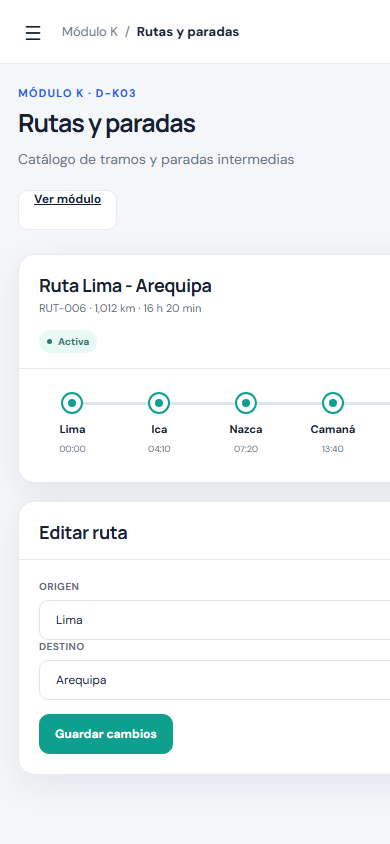 Módulo K / Rutas y paradas
MÓDULO K · D-K03
Rutas y paradas
Catálogo de tramos y paradas intermedias
Ver módulo
Ruta Lima - Arequipa
RUT-006 · 1,012 km · 16 h 20 min
Activa
Lima Ica Nazca Camaná
00:00 04:10 07:20 13:40
Editar ruta
ORIGEN
Lima
DESTINO
Arequipa
Guardar cambios